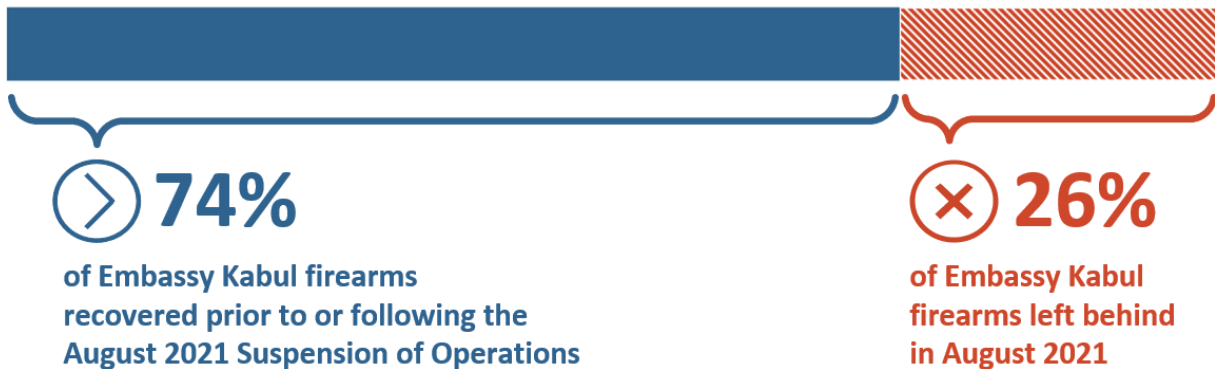 74%
of Embassy Kabul firearms
recovered prior to or following the
August 2021 Suspension of Operations
26%
of Embassy Kabul
firearms left behind
in August 2021